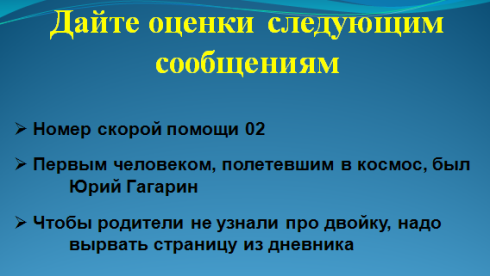 Дайте оценки следующим
сообщениям
➢ Номер скорой помощи 02
➢ Первым человеком, полетевшим в космос, был
Юрий Гагарин
➢ Чтобы родители не узнали про двойку, надо
вырвать страницу из дневника